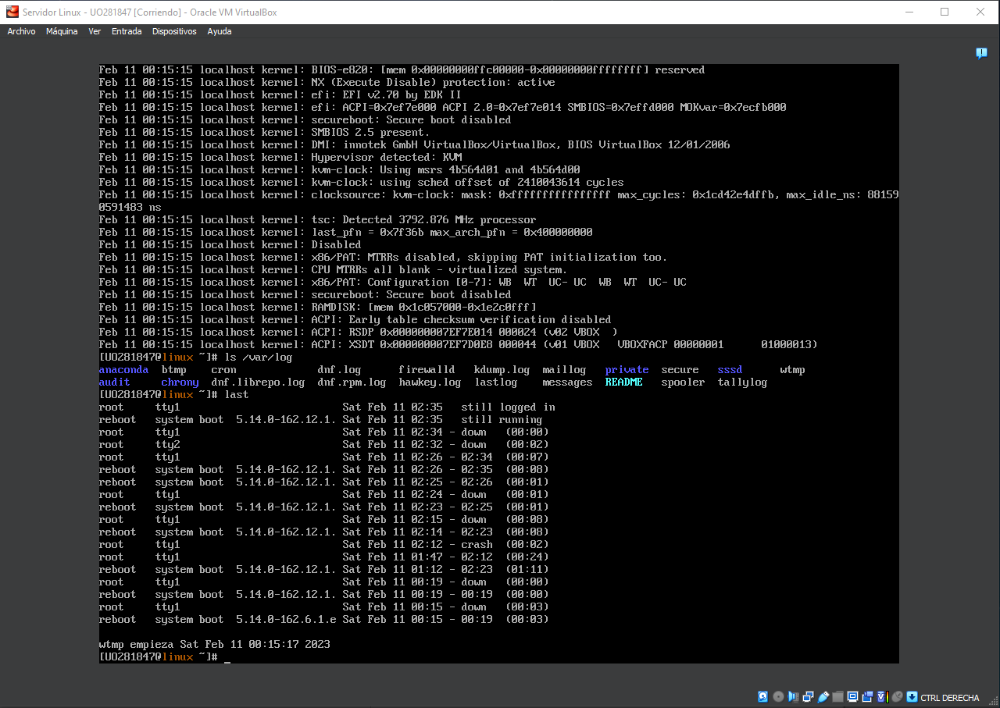 Servidor Linux - UO281847 [Corriendo] - Oracle VM VirtualBox
Archivo Máquina Ver Entrada Dispositivos Ayuda
Feb 11 00:15:15 localhost kernel: BIOS-e820: [mem 0x00000000ffc00000-0x00000000ffffffff] reserved
Feb 11 00:15:15 localhost kernel: NX (Execute Disable) protection: active
Feb 11 00:15:15 localhost kernel: efi: EFI v2.70 by EDK II
Feb 11 00:15:15 localhost kernel: efi: ACPI=0x7ef7e000 ACPI 2.0=0x7ef7e014 SMBIOS=0x7effd000 MOKvar=0x7ecfb000
Feb 11 00:15:15 localhost kernel: secureboot: Secure boot disabled
Feb 11 00:15:15 localhost kernel: SMBIOS 2.5 present.
Feb 11 00:15:15 localhost kernel: DMI: innotek GmbH VirtualBox/VirtualBox, BIOS VirtualBox 12/01/2006
Feb 11 00:15:15 localhost kernel: Hypervisor detected: KVM
Feb 11 00:15:15 localhost kernel: kvm-clock: Using msrs 4b564d01 and 4b564d00
Feb 11 00:15:15 localhost kernel: kvm-clock: using sched offset of 2410043614 cycles
Feb 11 00:15:15 localhost kernel: clocksource: kvm-clock: mask: 0xffffffffffffffff max_cycles: 0x1cd42e4dffb, max_idle_ns: 88159
0591483 ns
Feb 11 00:15:15 localhost kernel: tsc: Detected 3792.876 MHz processor
Feb 11 00:15:15 localhost kernel: last_pfn = 0x7f36b max_arch_pfn = 0x400000000
Feb 11 00:15:15 localhost kernel: Disabled
Feb 11 00:15:15 localhost kernel: x86/PAT: MTRRs disabled, skipping PAT initialization too.
Feb 11 00:15:15 localhost kernel: CPU MTRRs all blank - virtualized system.
Feb 11 00:15:15 localhost kernel: x86/PAT: Configuration [0-7]: WB  WT  UC- UC  WB  WT  UC- UC
Feb 11 00:15:15 localhost kernel: secureboot: Secure boot disabled
Feb 11 00:15:15 localhost kernel: RAMDISK: [mem 0x1c057000-0x1e2c0fff]
Feb 11 00:15:15 localhost kernel: ACPI: Early table checksum verification disabled
Feb 11 00:15:15 localhost kernel: ACPI: RSDP 0x000000007EF7E014 000024 (v02 VBOX  )
Feb 11 00:15:15 localhost kernel: ACPI: XSDT 0x000000007EF7D0E8 000044 (v01 VBOX   VBOXFACP 00000001      01000013)
[UO281847@linux ~]# ls /var/log
anaconda  btmp    cron             dnf.log      firewalld   kdump.log  maillog   private  secure   sssd      wtmp
audit     chrony  dnf.librepo.log  dnf.rpm.log  hawkey.log  lastlog    messages  README   spooler  tallylog
[UO281847@linux ~]# last
root     tty1                          Sat Feb 11 02:35   still logged in
reboot   system boot  5.14.0-162.12.1. Sat Feb 11 02:35   still running
root     tty1                          Sat Feb 11 02:34 - down   (00:00)
root     tty2                          Sat Feb 11 02:32 - down   (00:02)
root     tty1                          Sat Feb 11 02:26 - 02:34  (00:07)
reboot   system boot  5.14.0-162.12.1. Sat Feb 11 02:26 - 02:35  (00:08)
reboot   system boot  5.14.0-162.12.1. Sat Feb 11 02:25 - 02:26  (00:01)
root     tty1                          Sat Feb 11 02:24 - down   (00:01)
reboot   system boot  5.14.0-162.12.1. Sat Feb 11 02:23 - 02:25  (00:01)
root     tty1                          Sat Feb 11 02:15 - down   (00:08)
reboot   system boot  5.14.0-162.12.1. Sat Feb 11 02:14 - 02:23  (00:08)
root     tty1                          Sat Feb 11 02:12 - crash  (00:02)
root     tty1                          Sat Feb 11 01:47 - 02:12  (00:24)
reboot   system boot  5.14.0-162.12.1. Sat Feb 11 01:12 - 02:23  (01:11)
root     tty1                          Sat Feb 11 00:19 - down   (00:00)
reboot   system boot  5.14.0-162.12.1. Sat Feb 11 00:19 - 00:19  (00:00)
root     tty1                          Sat Feb 11 00:15 - down   (00:03)
reboot   system boot  5.14.0-162.6.1.e Sat Feb 11 00:15 - 00:19  (00:03)
wtmp empieza Sat Feb 11 00:15:17 2023
[UO281847@linux ~]# _
CTRL DERECHA